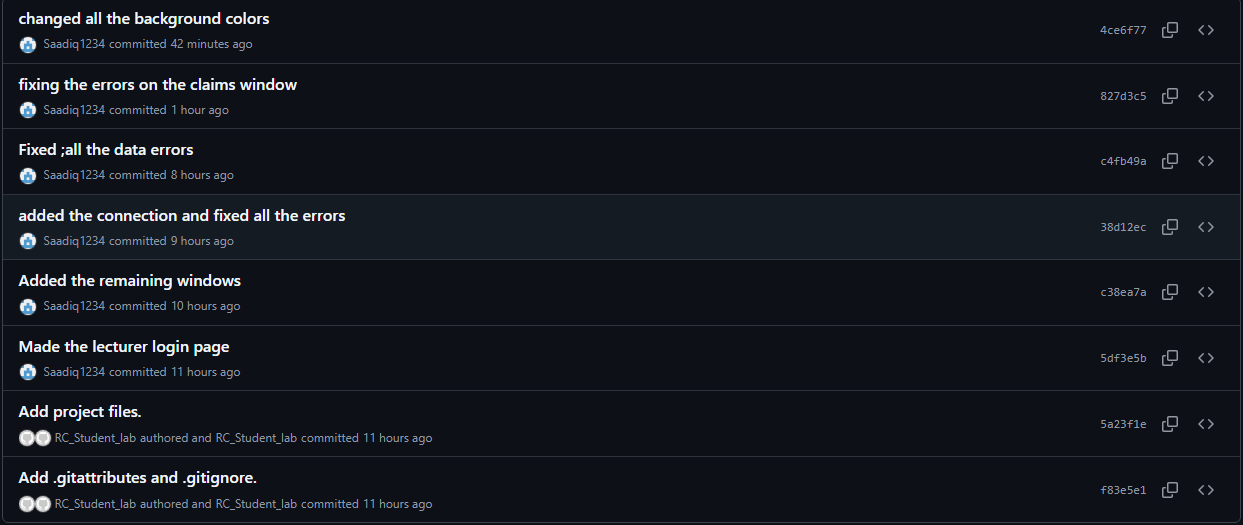 changed all the background colors
Saadiq1234 committed 42 minutes ago
4ce6f77
fixing the errors on the claims window
Saadiq1234 committed 1 hour ago
827d3c5
Fixed ;all the data errors
Saadiq1234 committed 8 hours ago
c4fb49a
added the connection and fixed all the errors
Saadiq1234 committed 9 hours ago
38d12ec
Added the remaining windows
Saadiq1234 committed 10 hours ago
c38ea7a
Made the lecturer login page
Saadiq1234 committed 11 hours ago
5df3e5b
Add project files.
RC_Student_lab authored and RC_Student_lab committed 11 hours ago
5a23f1e
Add .gitattributes and .gitignore.
RC_Student_lab authored and RC_Student_lab committed 11 hours ago
f83e5e1